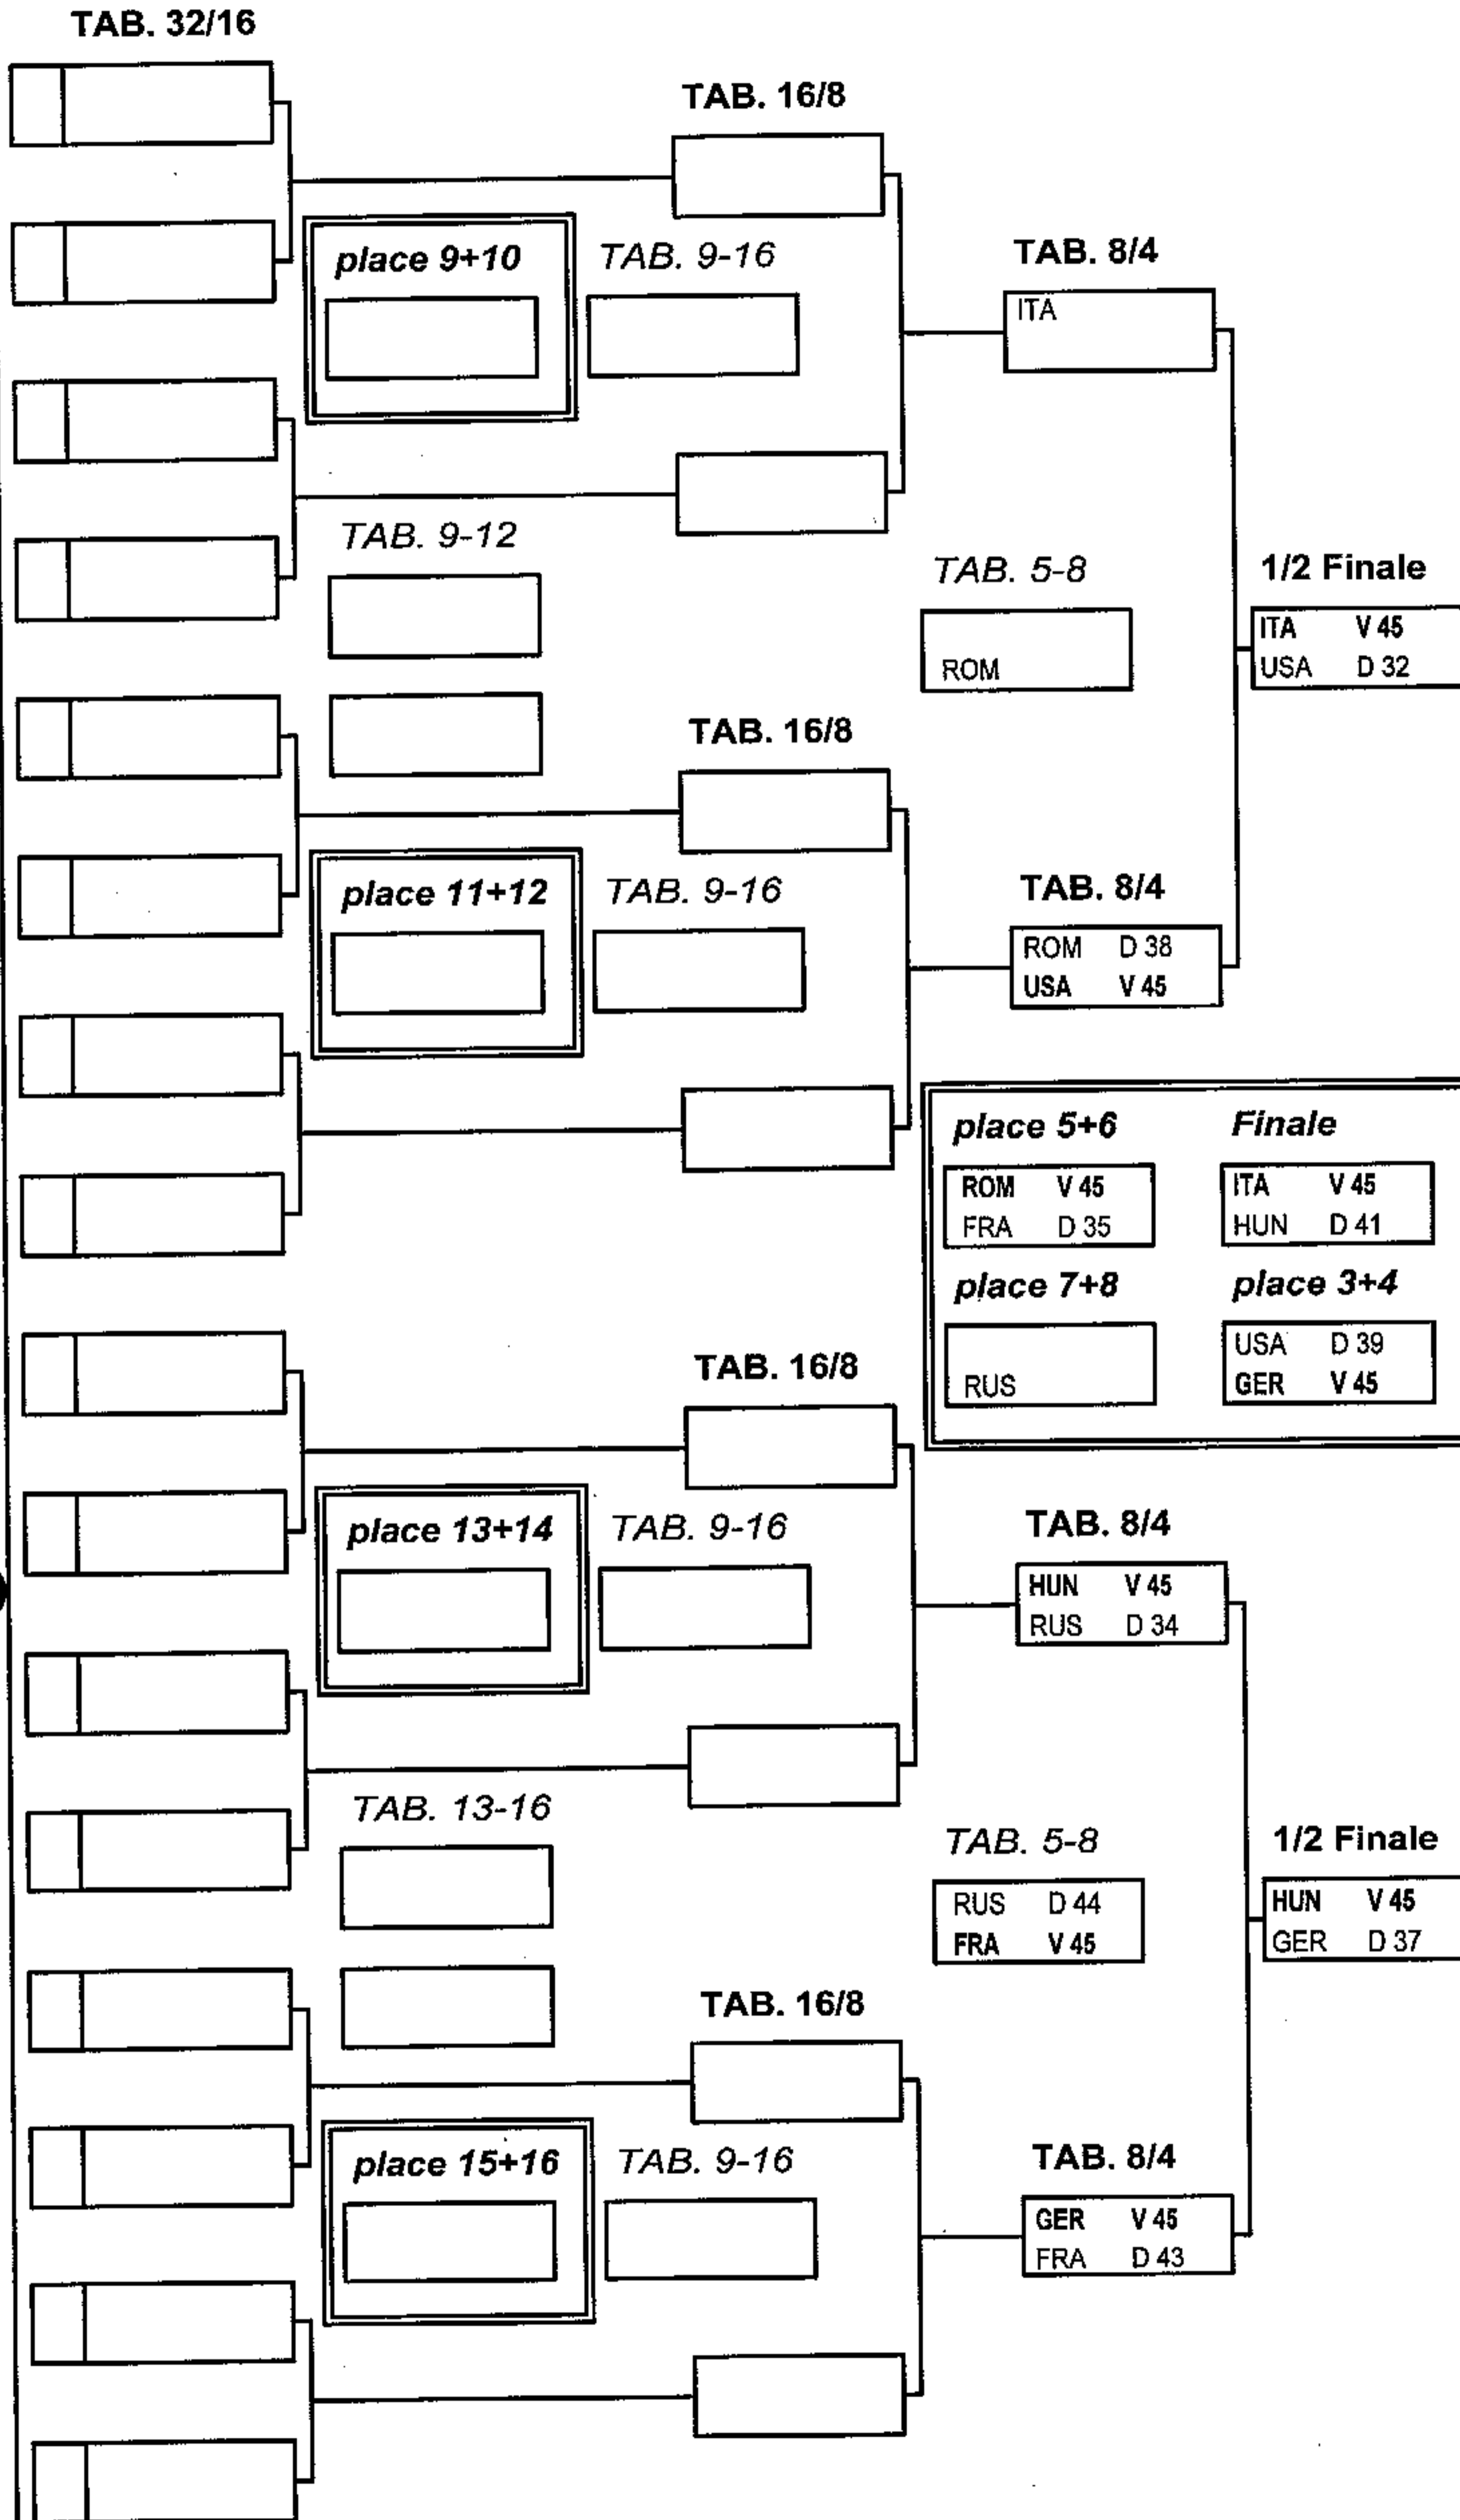 TAB. 32/16
TAB. 16/8
place 9+10
TAB. 9-16
TAB. 8/4
ITA
TAB. 9-12
TAB. 5-8
ROM
1/2 Finale
ITA V 45
USA D 32
TAB. 16/8
place 11+12
TAB. 9-16
TAB. 8/4
ROM D 38
USA V 45
place 5+6
ROM V 45
FRA D 35
Finale
ITA V 45
HUN D 41
place 7+8
RUS
place 3+4
USA D 39
GER V 45
TAB. 16/8
place 13+14
TAB. 9-16
TAB. 8/4
HUN V 45
RUS D 34
TAB. 13-16
TAB. 5-8
RUS D 44
FRA V 45
1/2 Finale
HUN V 45
GER D 37
TAB. 16/8
place 15+16
TAB. 9-16
TAB. 8/4
GER V 45
FRA D 43